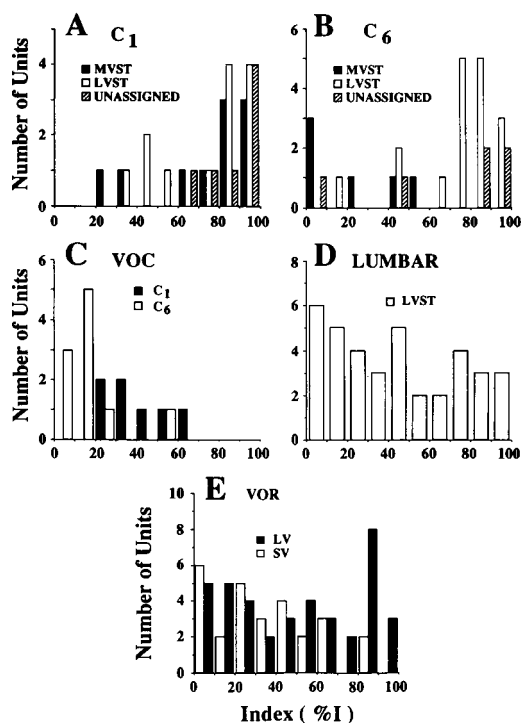 A C1
MVST
LVST
UNASSIGNED
Number of Units
4
2
0
0 20 40 60 80 100
B C6
MVST
LVST
UNASSIGNED
6
4
2
0
0 20 40 60 80 100
C VOC
C1
C6
Number of Units
6
4
2
0
0 20 40 60 80 100
D LUMBAR
LVST
8
6
4
2
0
0 20 40 60 80 100
E VOR
LV
SV
Number of Units
10
8
6
4
2
0
0 20 40 60 80 100
Index ( %I )